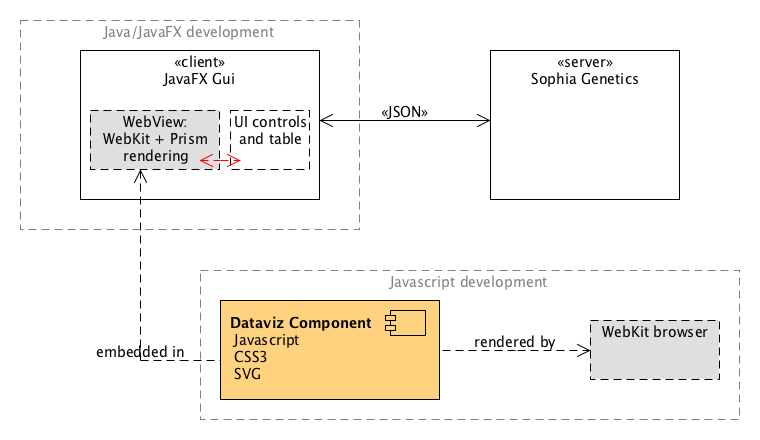 Java/JavaFX development
«client»
JavaFX Gui
WebView:
WebKit + Prism
rendering
UI controls
and table
«JSON»
«server»
Sophia Genetics
Javascript development
Dataviz Component
Javascript
CSS3
SVG
embedded in
rendered by
WebKit browser